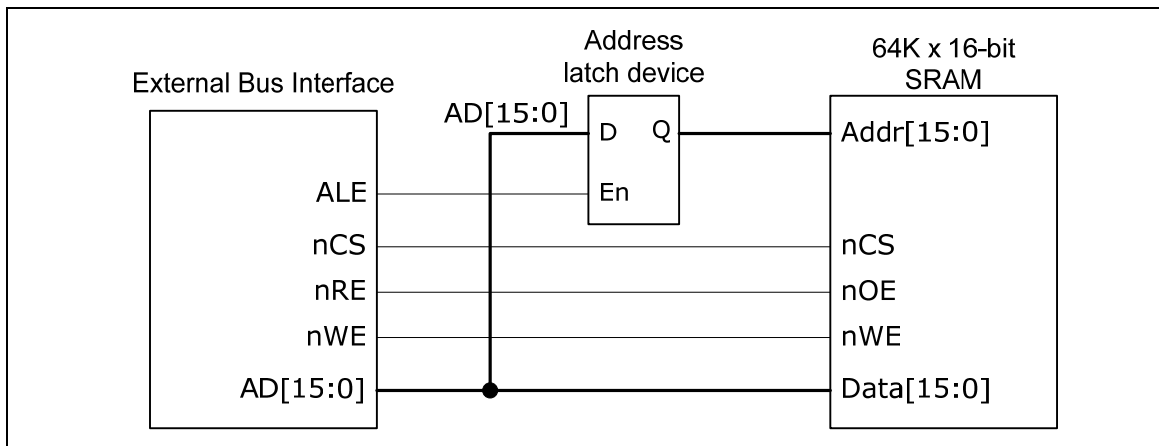 External Bus Interface
ALE
nCS
nRE
nWE
AD[15:0]
AD[15:0]
Address
latch device
D Q
En
64K x 16-bit
SRAM
Addr[15:0]
nCS
nOE
nWE
Data[15:0]